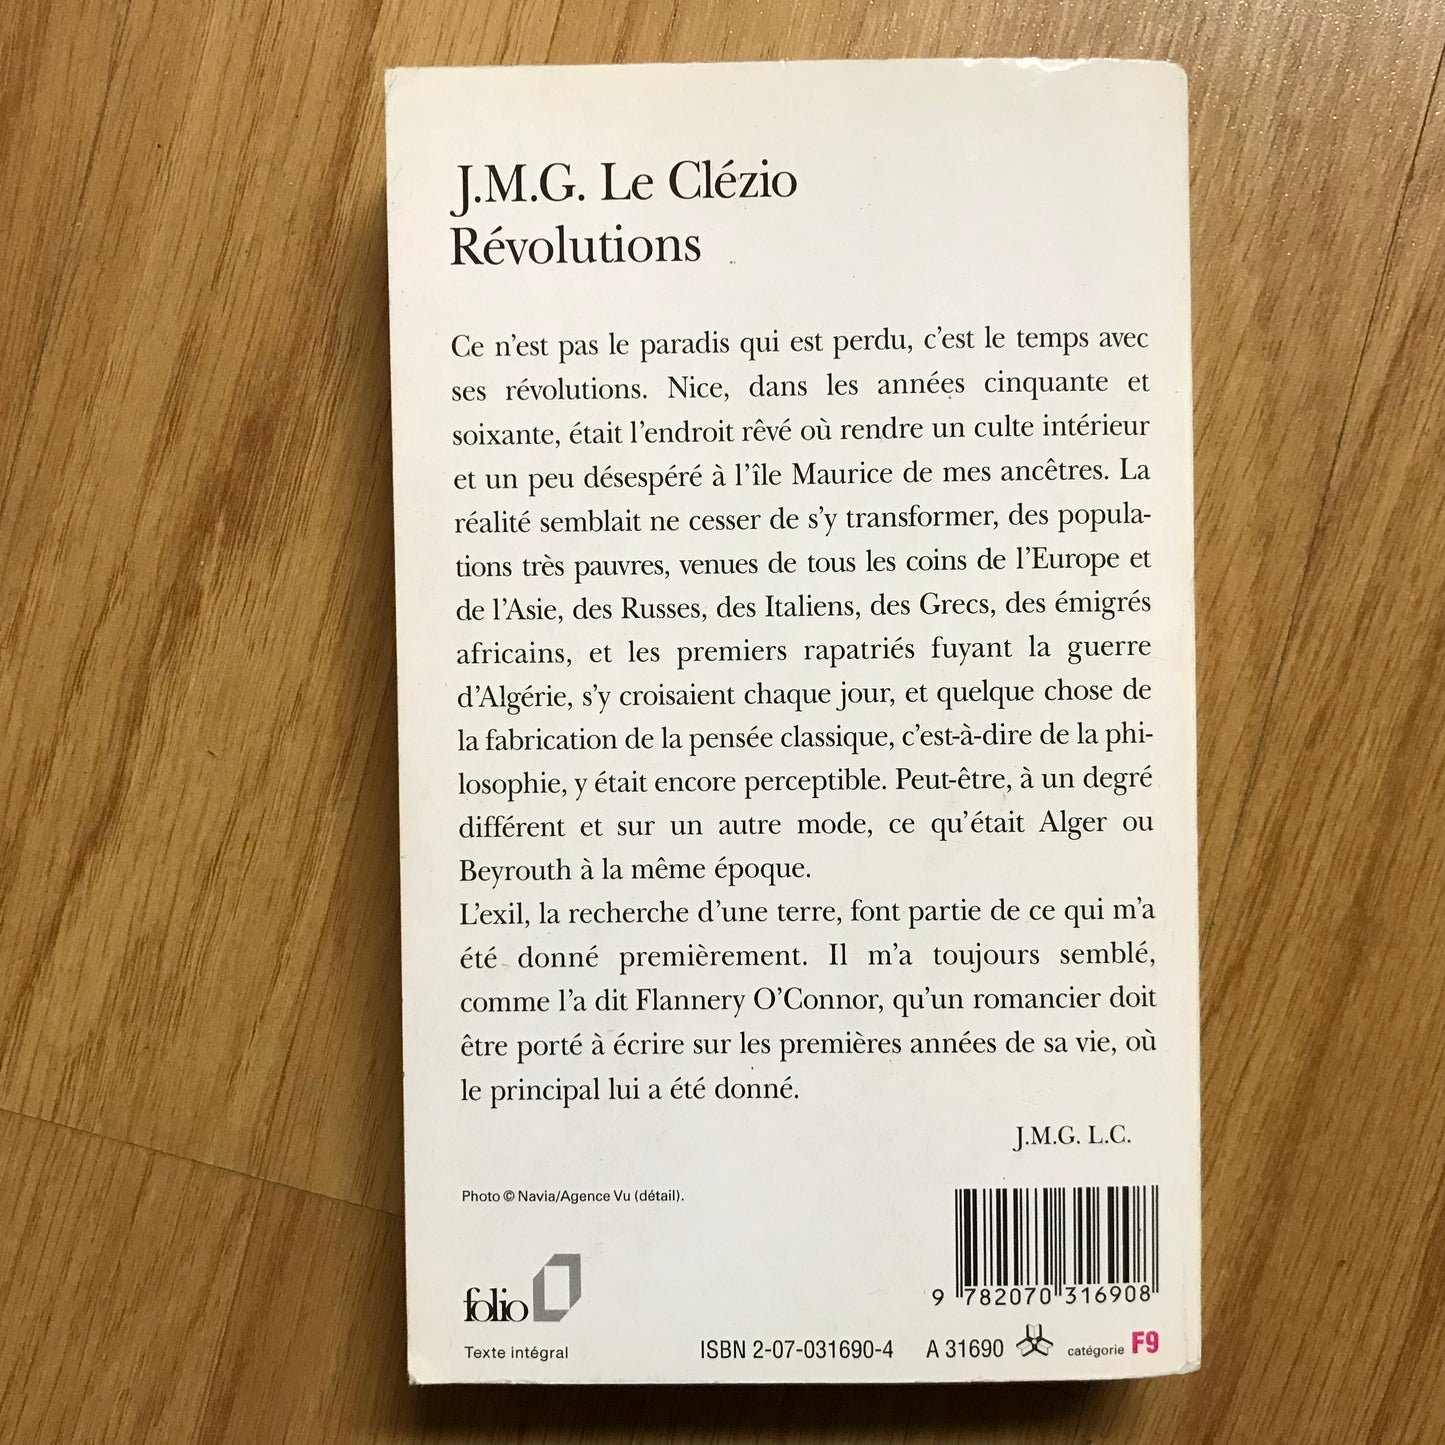 J.M.G. Le Clézio
Révolutions
Ce n'est pas le paradis qui est perdu, c'est le temps avec
ses révolutions. Nice, dans les années cinquante et
soixante, était l'endroit rêvé où rendre un culte intérieur
et un peu désespéré à l'île Maurice de mes ancêtres. La
réalité semblait ne cesser de s'y transformer, des popula-
tions très pauvres, venues de tous les coins de l'Europe et
de l'Asie, des Russes, des Italiens, des Grecs, des émigrés
africains, et les premiers rapatriés fuyant la guerre
d'Algérie, s'y croisaient chaque jour, et quelque chose de
la fabrication de la pensée classique, c'est-à-dire de la phi-
losophie, y était encore perceptible. Peut-être, à un degré
différent et sur un autre mode, ce qu'était Alger ou
Beyrouth à la même époque.
L'exil, la recherche d'une terre, font partie de ce qui m'a
été donné premièrement. Il m'a toujours semblé,
comme l'a dit Flannery O'Connor, qu'un romancier doit
être porté à écrire sur les premières années de sa vie, où
le principal lui a été donné.
J.M.G. L.C.
Photo © Navia/Agence Vu (détail).
9 782070 316908
folio
Texte intégral
ISBN 2-07-031690-4 A 31690 catégorie F9